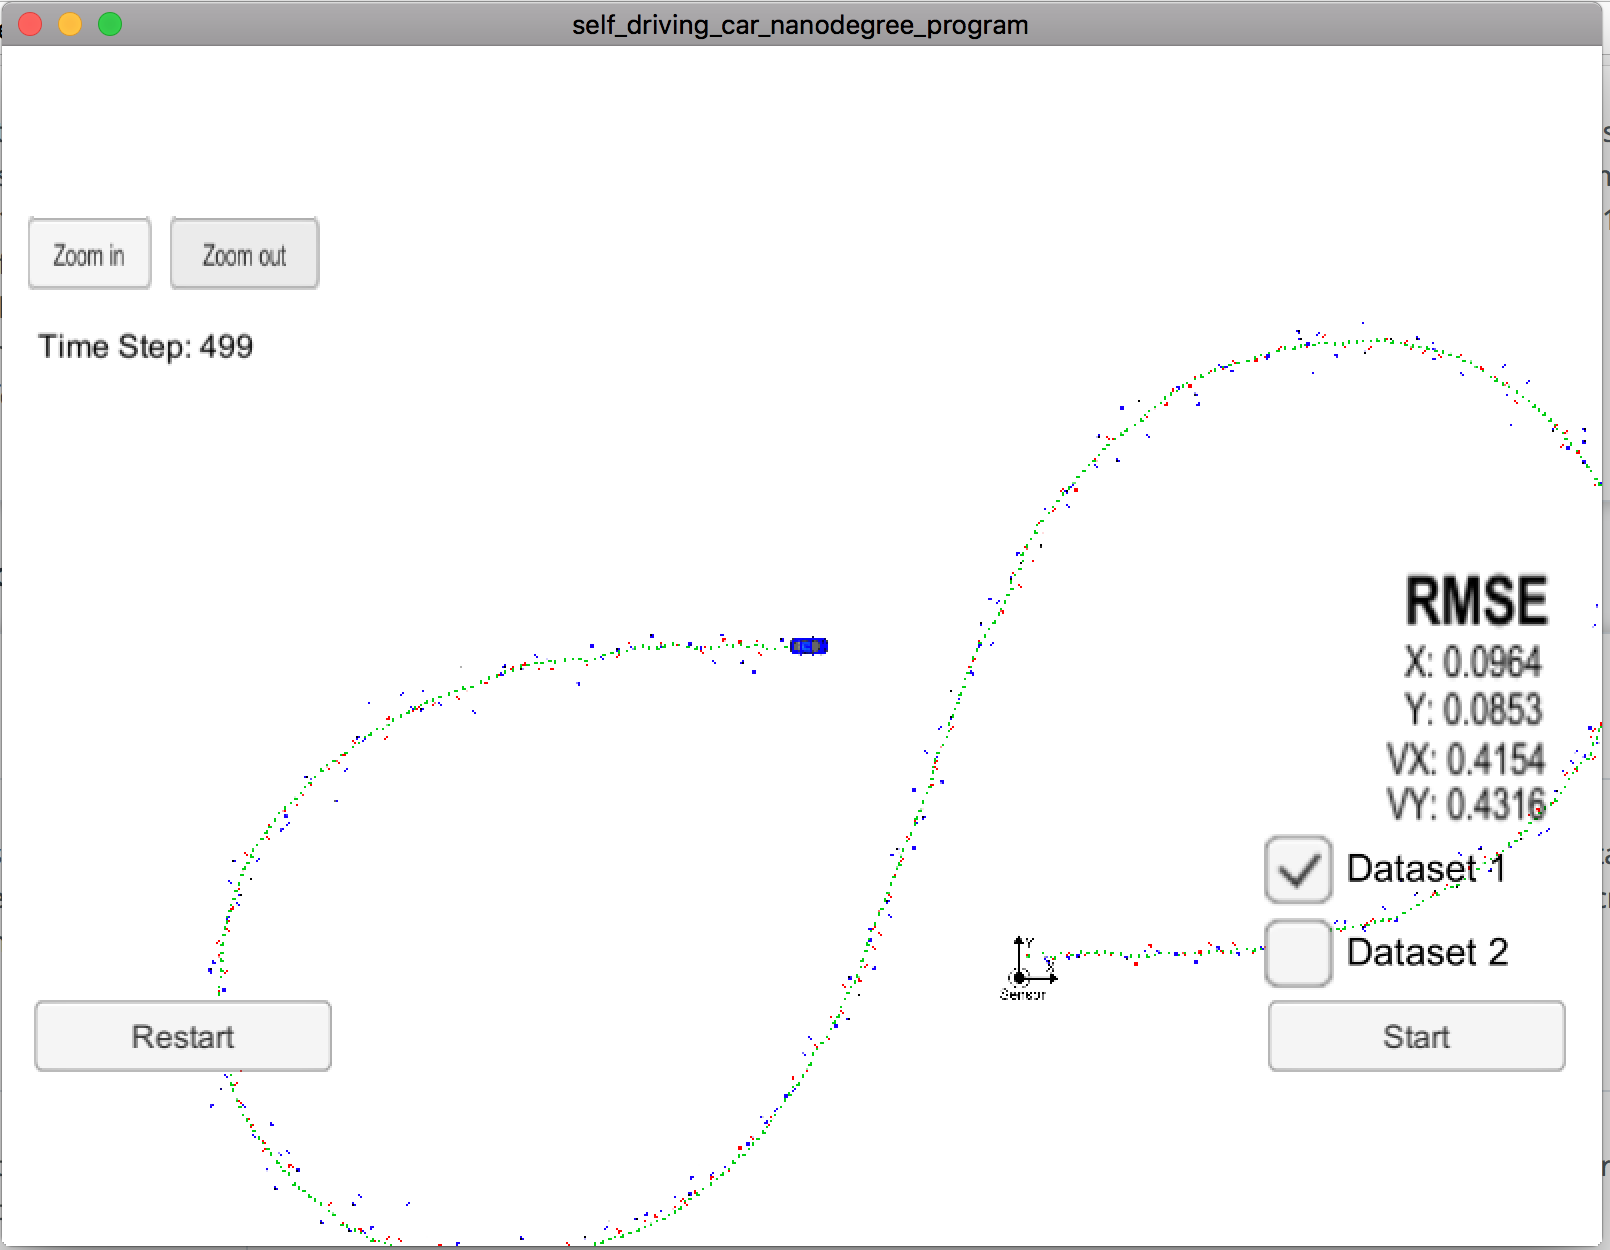 self_driving_car_nanodegree_program
Zoom in
Zoom out
Time Step: 499
RMSE
X: 0.0964
Y: 0.0853
VX: 0.4154
VY: 0.4316
Dataset 1
Dataset 2
Y
X
Sensor
Restart
Start